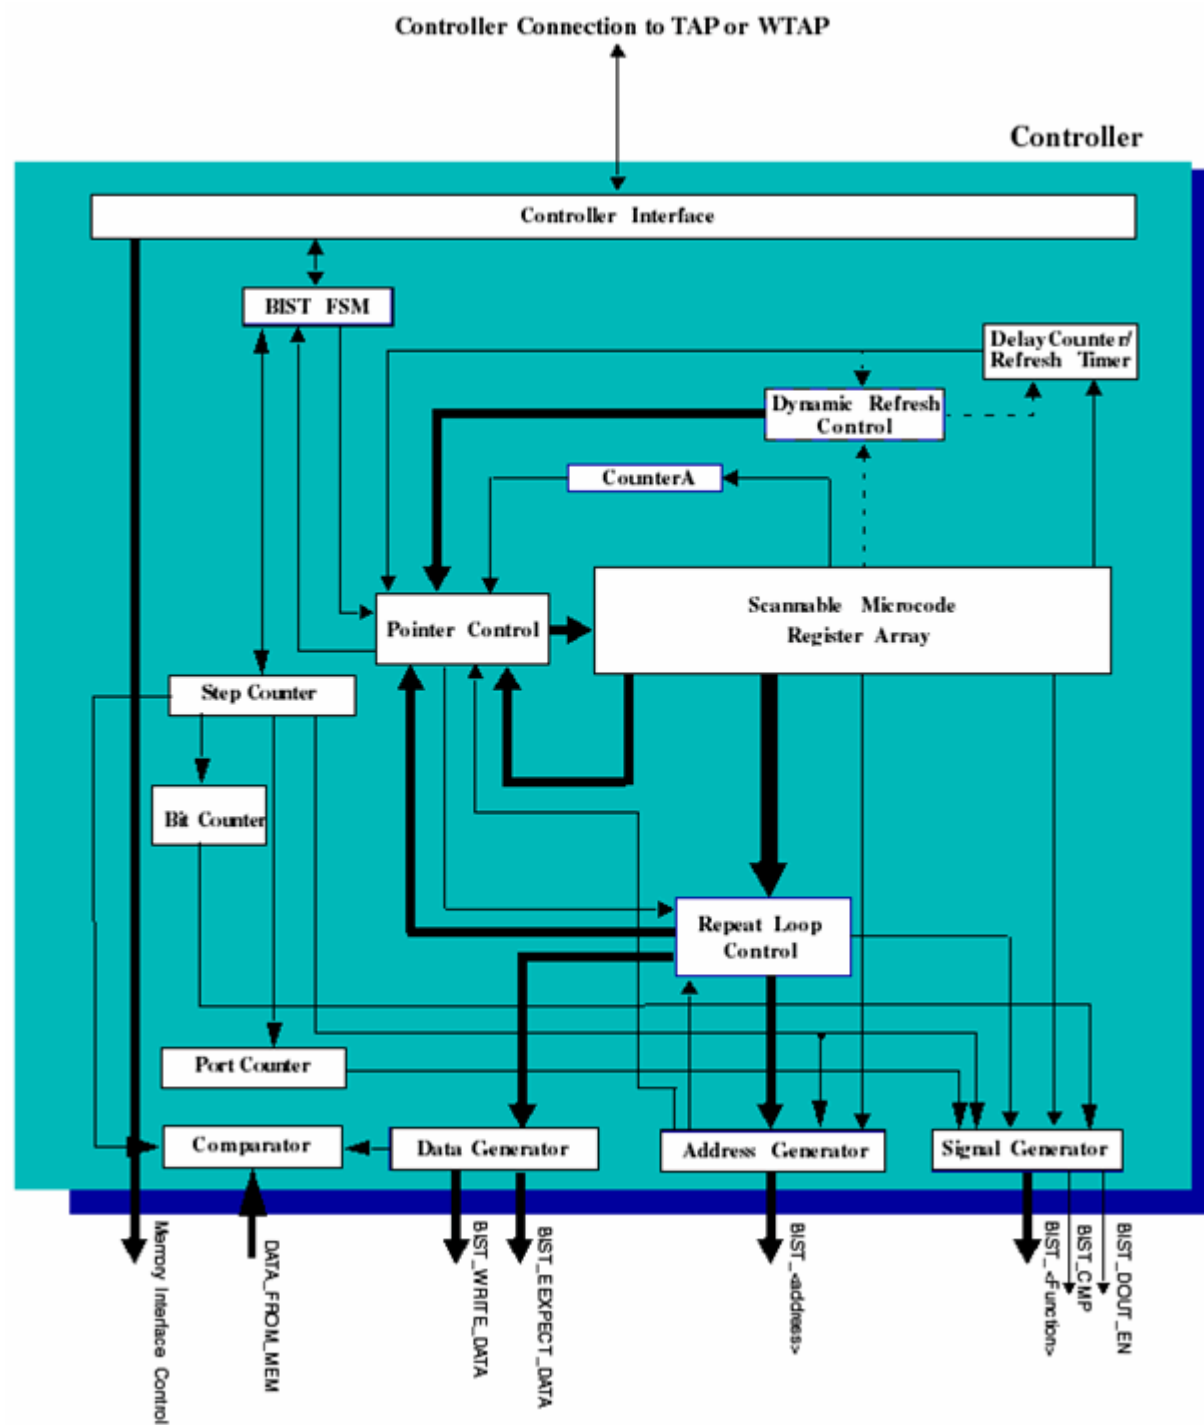 Controller Connection to TAP or WTAP
Controller
Controller Interface
BIST FSM
Delay Counter/
Refresh Timer
Dynamic Refresh
Control
CounterA
Scannable Microcode
Register Array
Pointer Control
Step Counter
Bit Counter
Repeat Loop
Control
Port Counter
Comparator
Data Generator
Address Generator
Signal Generator
Memory Interface Control
DATA_FROM_MEM
BIST_WRITE_DATA
BIST_EEXPECT_DATA
BIST_<address>
BIST_<Function>
BIST_CMP
BIST_DOUT_EN